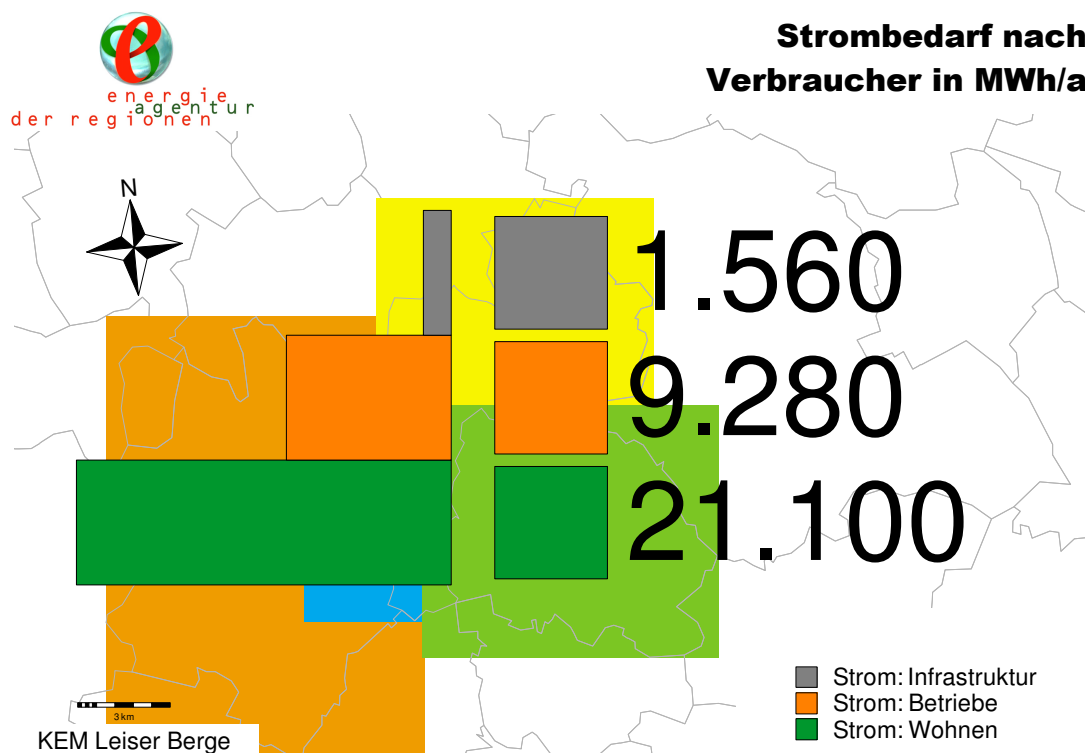 Strombedarf nach
Verbraucher in MWh/a
energie
agentur
der regionen
N
1.560
9.280
21.100
Strom: Infrastruktur
Strom: Betriebe
Strom: Wohnen
3 km
KEM Leiser Berge